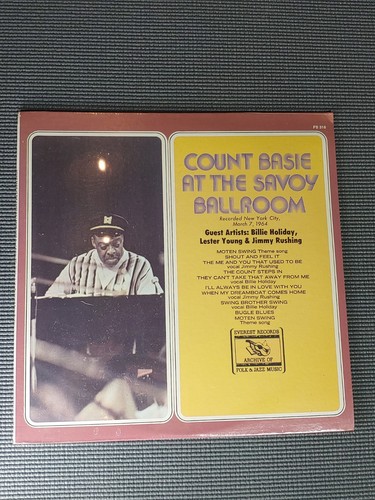 FS 318
COUNT BASIE
AT THE SAVOY
BALLROOM
Recorded New York City,
March 7, 1964
Guest Artists: Billie Holiday,
Lester Young & Jimmy Rushing
MOTEN SWING Theme song
SHOUT AND FEEL IT
THE ME AND YOU THAT USED TO BE
vocal Jimmy Rushing
THE COUNT STEPS IN
THEY CAN'T TAKE THAT AWAY FROM ME
vocal Billie Holiday
I'LL ALWAYS BE IN LOVE WITH YOU
WHEN MY DREAMBOAT COMES HOME
vocal Jimmy Rushing
SWING BROTHER SWING
vocal Billie Holiday
BUGLE BLUES
MOTEN SWING
Theme song
EVEREST RECORDS
ARCHIVE OF
FOLK & JAZZ MUSIC